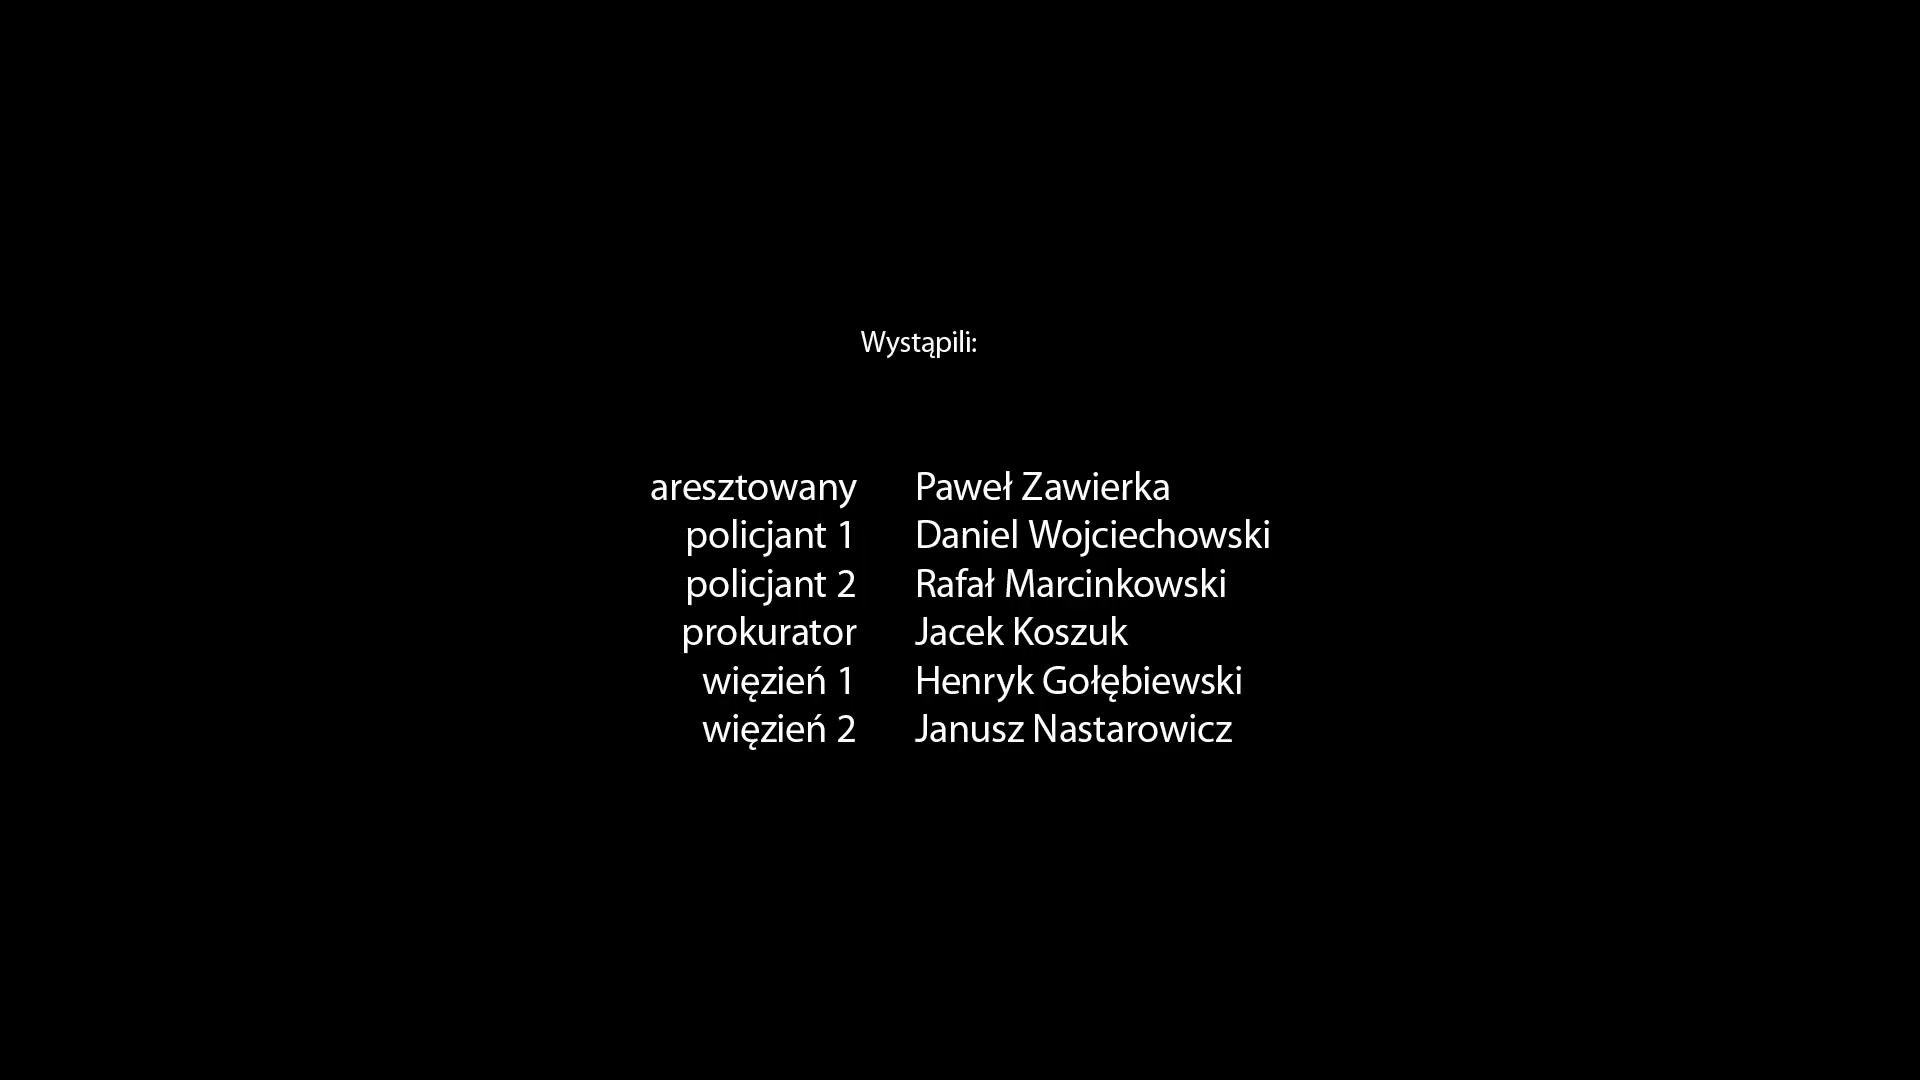 Wystąpili:
aresztowany Paweł Zawierka
policjant 1 Daniel Wojciechowski
policjant 2 Rafał Marcinkowski
prokurator Jacek Koszuk
więzień 1 Henryk Gołębiewski
więzień 2 Janusz Nastarowicz